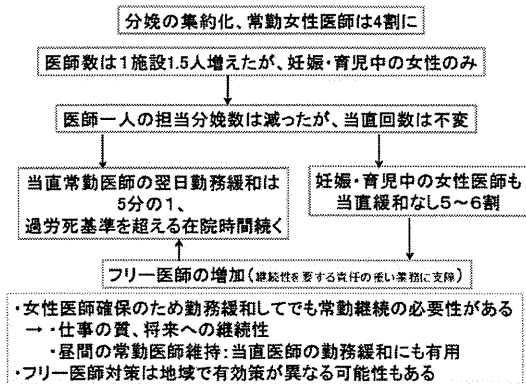 分娩の集約化、常勤女性医師は4割に
医師数は1施設1.5人増えたが、妊娠・育児中の女性のみ
医師一人の担当分娩数は減ったが、当直回数は不変
当直常勤医師の翌日勤務緩和は
5分の1、
過労死基準を超える在院時間続く
妊娠・育児中の女性医師も
当直緩和なし5~6割
フリー医師の増加(継続性を要する責任の重い業務に支障)
・女性医師確保のため勤務緩和してでも常勤継続の必要性がある
→・仕事の質、将来への継続性
・昼間の常勤医師維持:当直医師の勤務緩和にも有用
・フリー医師対策は地域で有効策が異なる可能性もある